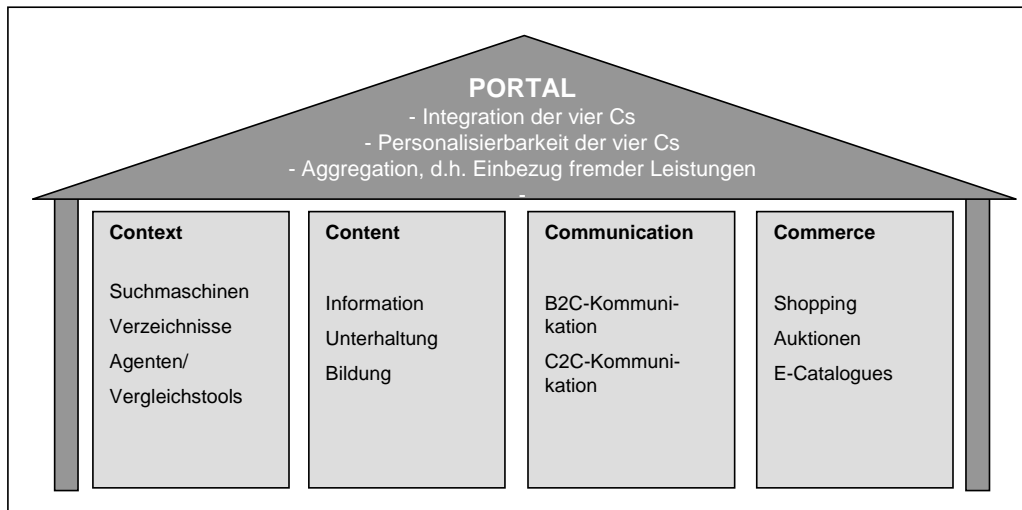 PORTAL
- Integration der vier Cs
- Personalisierbarkeit der vier Cs
- Aggregation, d.h. Einbezug fremder Leistungen
-
Context
Suchmaschinen
Verzeichnisse
Agenten/
Vergleichstools
Content
Information
Unterhaltung
Bildung
Communication
B2C-Kommuni-
kation
C2C-Kommuni-
kation
Commerce
Shopping
Auktionen
E-Catalogues